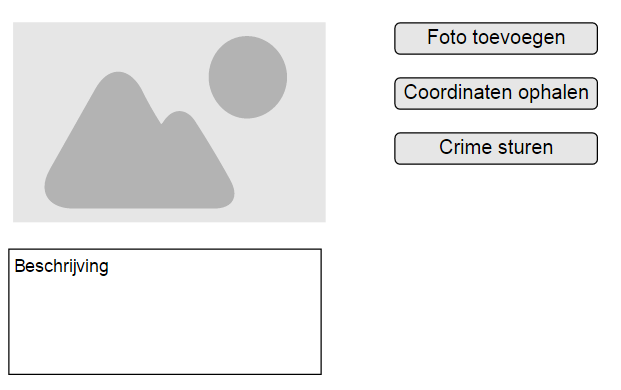 Foto toevoegen
Coordinaten ophalen
Crime sturen
Beschrijving